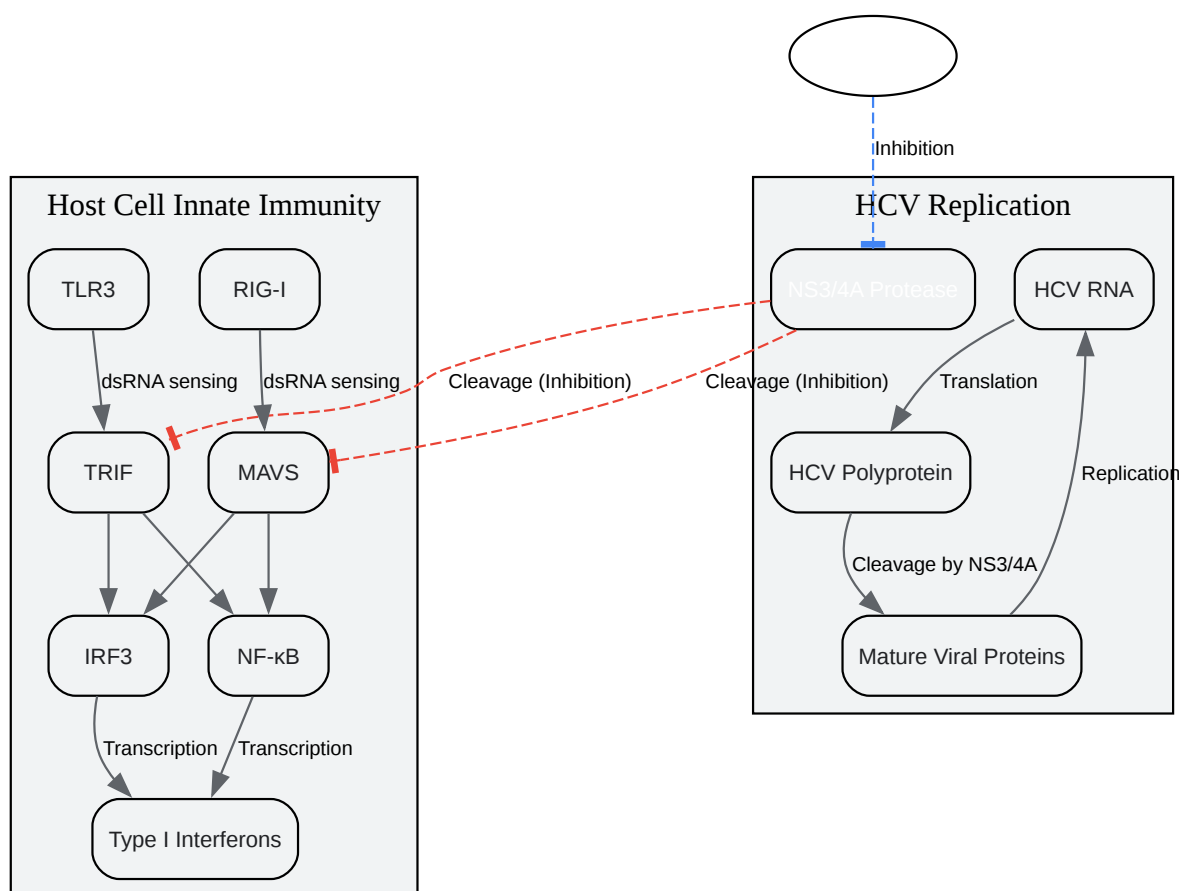 Inhibition
Host Cell Innate Immunity
HCV Replication
TLR3
RIG-I
NS3/4A Protease
HCV RNA
dsRNA sensing
dsRNA sensing
Cleavage (Inhibition)
Cleavage (Inhibition)
Translation
TRIF
MAVS
HCV Polyprotein
Replication
Cleavage by NS3/4A
IRF3
NF-κB
Mature Viral Proteins
Transcription
Transcription
Type I Interferons